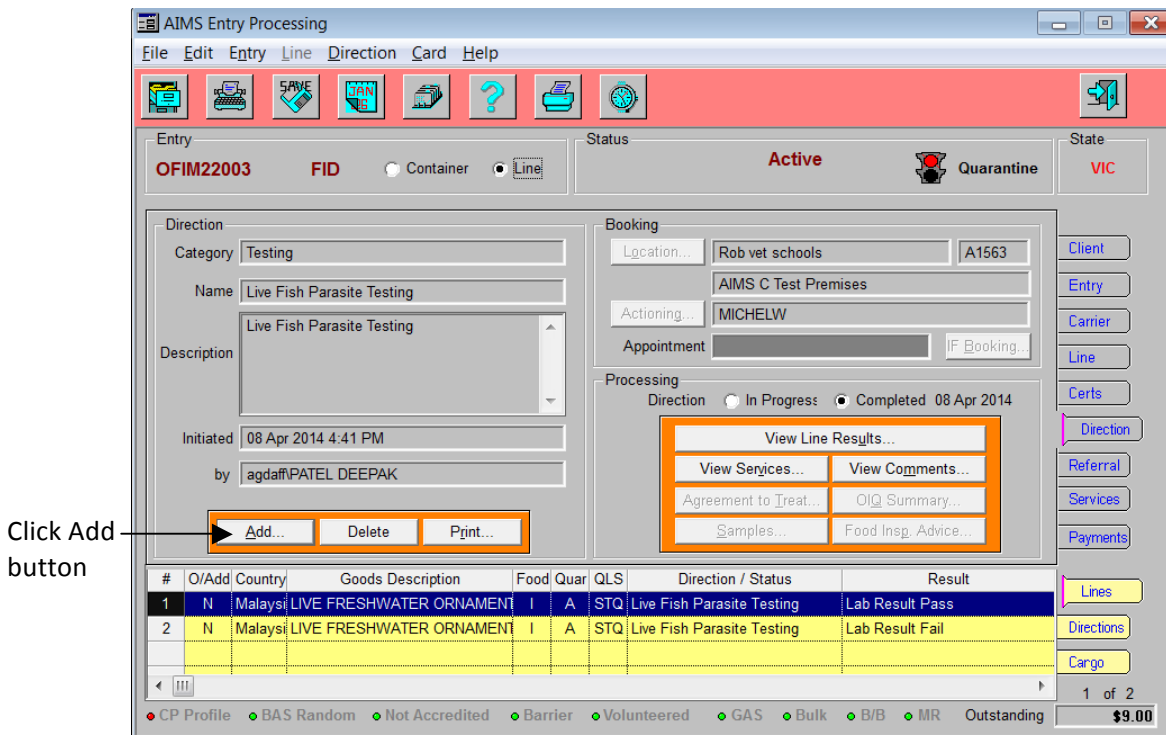 AIMS Entry Processing
File Edit Entry Line Direction Card Help
SAVE JAN
Entry Status State
OFIM22003 FID Container Line Active Quarantine VIC
Direction
Category Testing
Name Live Fish Parasite Testing
Description Live Fish Parasite Testing
Initiated 08 Apr 2014 4:41 PM
by agdaff\PATEL DEEPAK
Click Add button
Add... Delete Print...
Booking
Location... Rob vet schools A1563
AIMS C Test Premises
Actioning... MICHELW
Appointment IF Booking...
Processing
Direction In Progress Completed 08 Apr 2014
View Line Results...
View Services... View Comments...
Agreement to Treat... OIQ Summary...
Samples... Food Insp. Advice...
Client
Entry
Carrier
Line
Certs
Direction
Referral
Services
Payments
# O/Add Country Goods Description Food Quar QLS Direction / Status Result
1 N Malaysi LIVE FRESHWATER ORNAMENT I A STQ Live Fish Parasite Testing Lab Result Pass
2 N Malaysi LIVE FRESHWATER ORNAMENT I A STQ Live Fish Parasite Testing Lab Result Fail
Lines
Directions
Cargo
1 of 2
CP Profile BAS Random Not Accredited Barrier Volunteered GAS Bulk B/B MR Outstanding $9.00